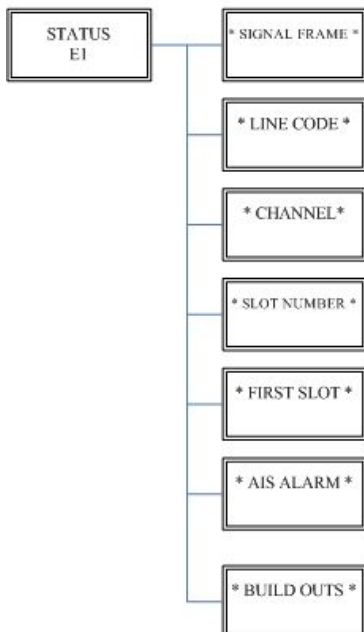 STATUS
E1
* SIGNAL FRAME *
* LINE CODE *
* CHANNEL*
* SLOT NUMBER *
* FIRST SLOT *
* AIS ALARM *
* BUILD OUTS *